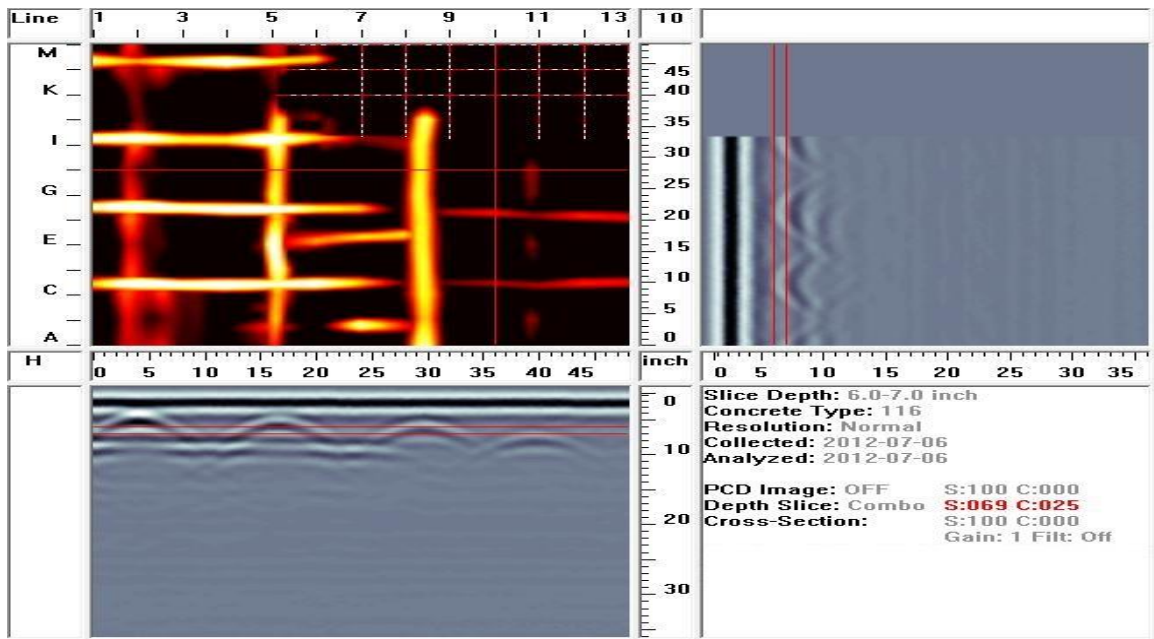 Line 1 3 5 7 9 11 13 10
M
K
I
G
E
C
A
45
40
35
30
25
20
15
10
5
0
H 0 5 10 15 20 25 30 35 40 45 inch 0 5 10 15 20 25 30 35
0
10
20
30
Slice Depth: 6.0-7.0 inch
Concrete Type: 116
Resolution: Normal
Collected: 2012-07-06
Analyzed: 2012-07-06
PCD Image: OFF S:100 C:000
Depth Slice: Combo S:069 C:025
Cross-Section: S:100 C:000
Gain: 1 Filt: Off